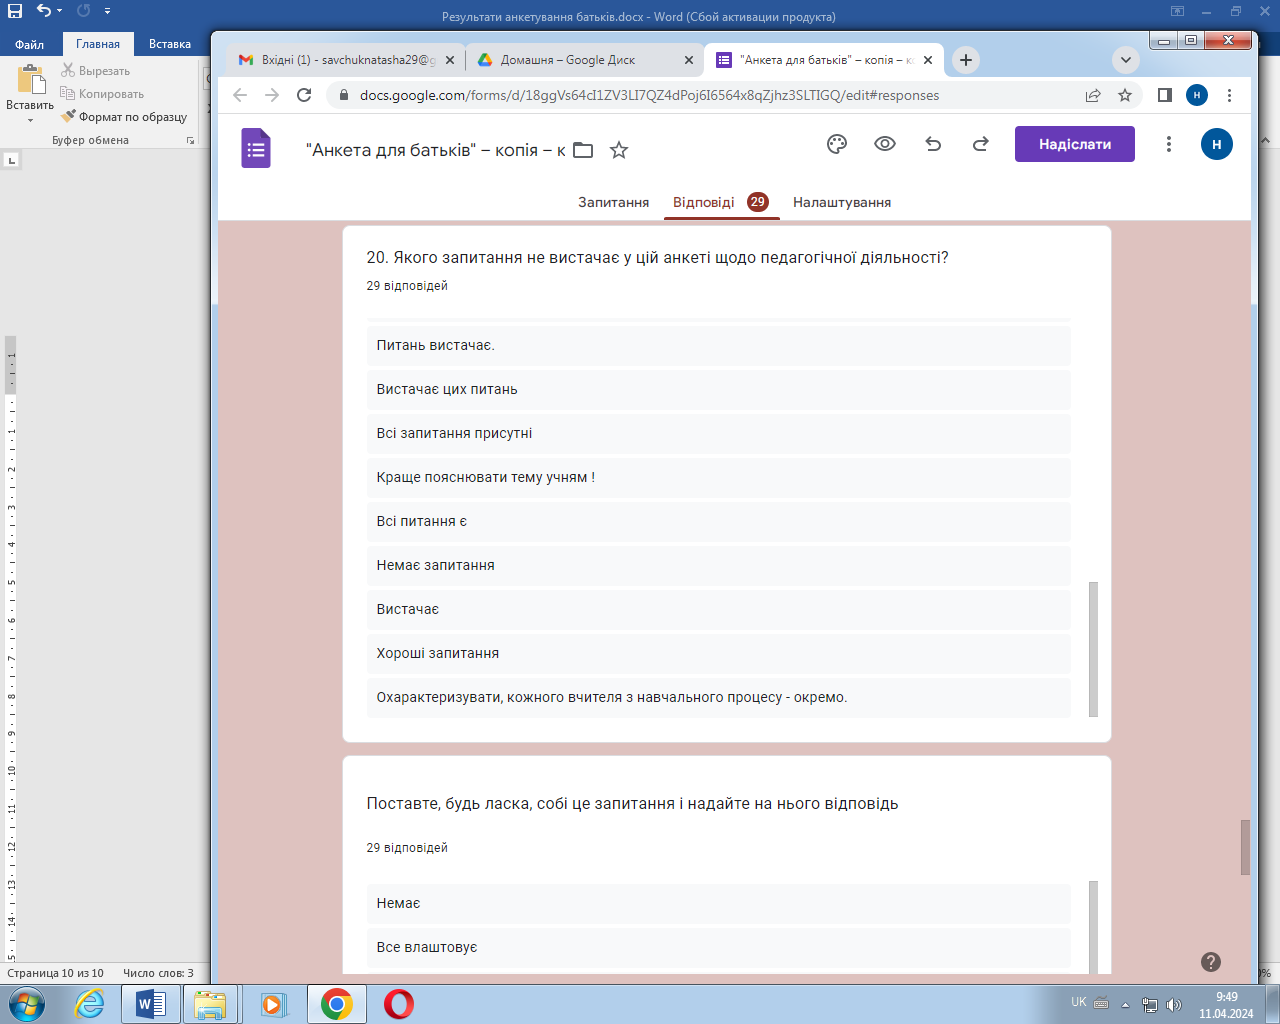 Результати анкетування батьків.docx - Word (Сбой активации продукта)
Файл
Главная
Вставка
Вставить
Вырезать
Копировать
Формат по образцу
Буфер обмена
Вхідні (1) - savchuknatasha29@g
Домашня – Google Диск
"Анкета для батьків" – копія – к
docs.google.com/forms/d/18ggVs64cI1ZV3LI7QZ4dPoj6I6564x8qZjhz3SLTIGQ/edit#responses
Н
"Анкета для батьків" – копія – к
Надіслати
Н
Запитання
Відповіді 29
Налаштування
20. Якого запитання не вистачає у цій анкеті щодо педагогічної діяльності?
29 відповідей
Питань вистачає.
Вистачає цих питань
Всі запитання присутні
Краще пояснювати тему учням !
Всі питання є
Немає запитання
Вистачає
Хороші запитання
Охарактеризувати, кожного вчителя з навчального процесу - окремо.
Поставте, будь ласка, собі це запитання і надайте на нього відповідь
29 відповідей
Немає
Все влаштовує
Страница 10 из 10
Число слов: 3
UK
9:49
11.04.2024